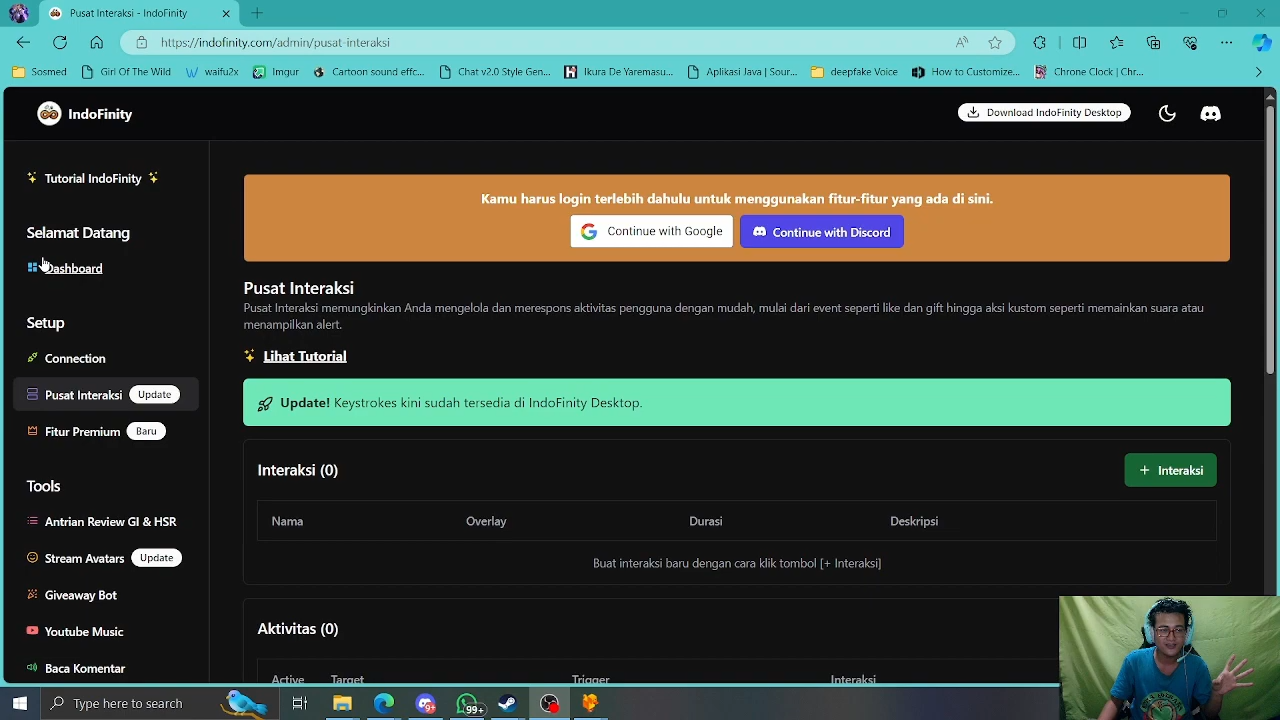 Pusat Interaksi - IndoFinity
https://indofinity.com/admin/pusat-interaksi
Sosmed
Girl Of The Wild
waifu2x
Imgur
Cartoon sound effc...
Chat v2.0 Style Gen...
Ikura De Yaremasu...
Aplikasi Java | Sour...
deepfake Voice
How to Customize...
Chrone Clock | Chr...
IndoFinity
Download IndoFinity Desktop
Tutorial IndoFinity
Selamat Datang
Dashboard
Setup
Connection
Pusat Interaksi Update
Fitur Premium Baru
Tools
Antrian Review GI & HSR
Stream Avatars Update
Giveaway Bot
Youtube Music
Baca Komentar
Kamu harus login terlebih dahulu untuk menggunakan fitur-fitur yang ada di sini.
Continue with Google
Continue with Discord
Pusat Interaksi
Pusat Interaksi memungkinkan Anda mengelola dan merespons aktivitas pengguna dengan mudah, mulai dari event seperti like dan gift hingga aksi kustom seperti memainkan suara atau
menampilkan alert.
Lihat Tutorial
Update! Keystrokes kini sudah tersedia di IndoFinity Desktop.
Interaksi (0)
+ Interaksi
Nama Overlay Durasi Deskripsi
Buat interaksi baru dengan cara klik tombol [+ Interaksi]
Aktivitas (0)
Active Target Trigger Interaksi
Type here to search
9+
99+